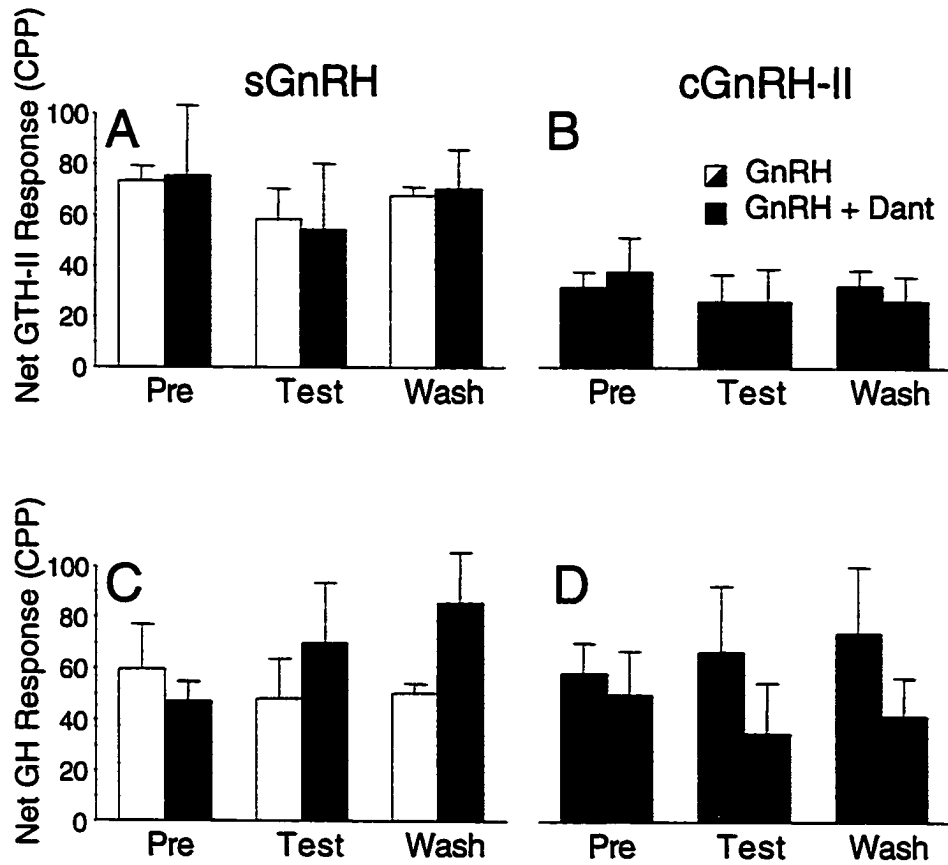 sGnRH
cGnRH-II
Net GTH-II Response (CPP)
100
80
60
40
20
0
A
B
GnRH
GnRH + Dant
Pre
Test
Wash
Pre
Test
Wash
Net GH Response (CPP)
100
80
60
40
20
0
C
D
Pre
Test
Wash
Pre
Test
Wash